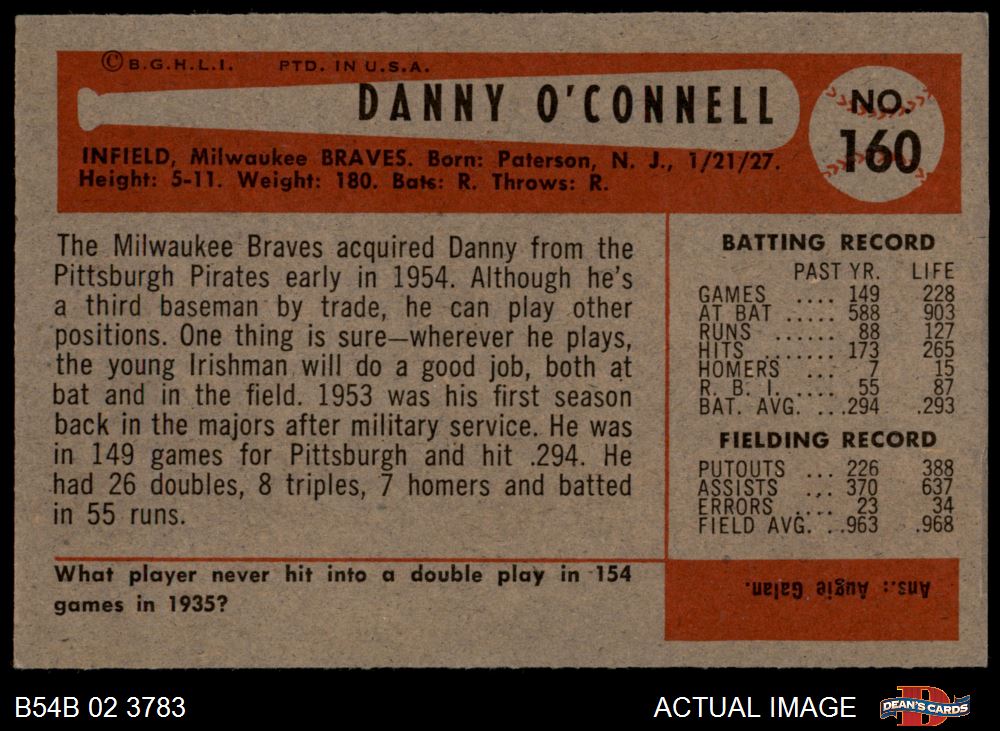 © B.G.H.L.I. PTD. IN U.S.A.
DANNY O'CONNELL
NO.
160
INFIELD, Milwaukee BRAVES. Born: Paterson, N. J., 1/21/27.
Height: 5-11. Weight: 180. Bats: R. Throws: R.
The Milwaukee Braves acquired Danny from the
Pittsburgh Pirates early in 1954. Although he's
a third baseman by trade, he can play other
positions. One thing is sure—wherever he plays,
the young Irishman will do a good job, both at
bat and in the field. 1953 was his first season
back in the majors after military service. He was
in 149 games for Pittsburgh and hit .294. He
had 26 doubles, 8 triples, 7 homers and batted
in 55 runs.
BATTING RECORD
PAST YR. LIFE
GAMES .... 149 228
AT BAT ..... 588 903
RUNS ..... 88 127
HITS ....... 173 265
HOMERS ... 7 15
R. B. I. .... 55 87
BAT. AVG. ... .294 .293
FIELDING RECORD
PUTOUTS ... 226 388
ASSISTS ... 370 637
ERRORS .... 23 34
FIELD AVG. . .963 .968
What player never hit into a double play in 154
games in 1935?
Ans.: Augie Galan.
B54B 02 3783
ACTUAL IMAGE
D
DEAN'S CARDS